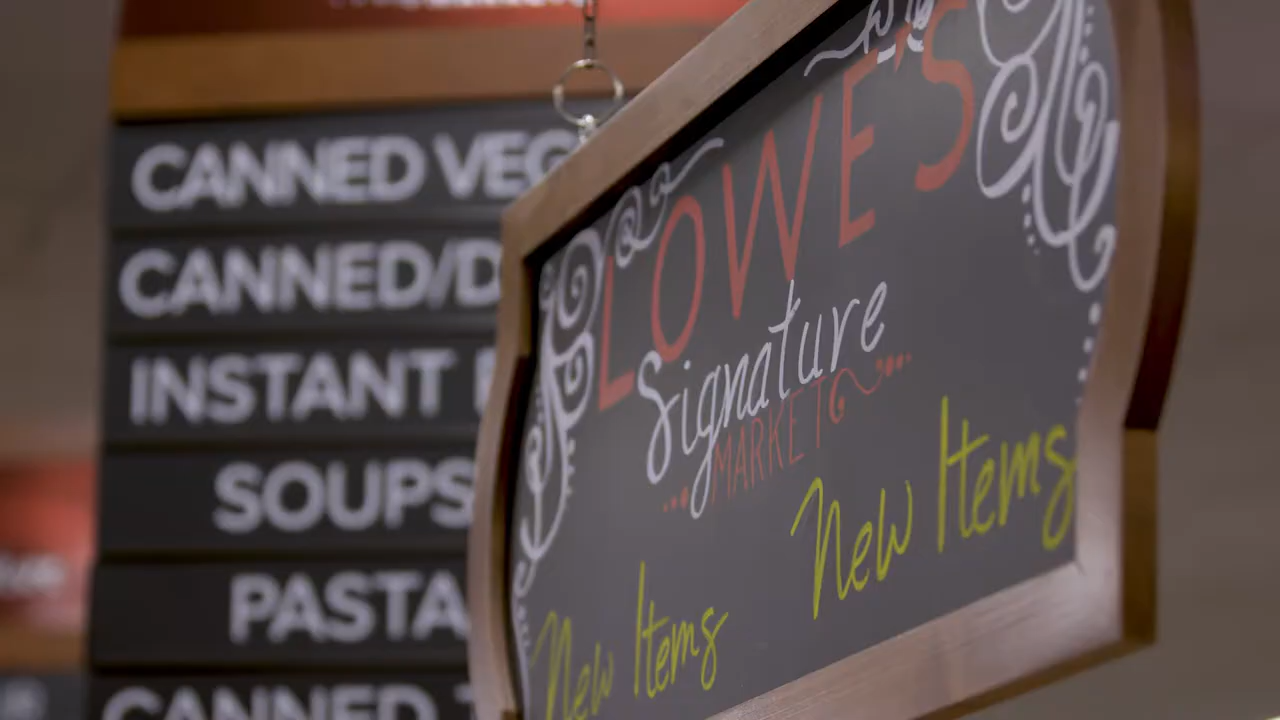 CANNED VEG
CANNED/D
INSTANT
SOUPS
PASTA
CANNED
LOWE'S
Signature
MARKET
New Items
New Items